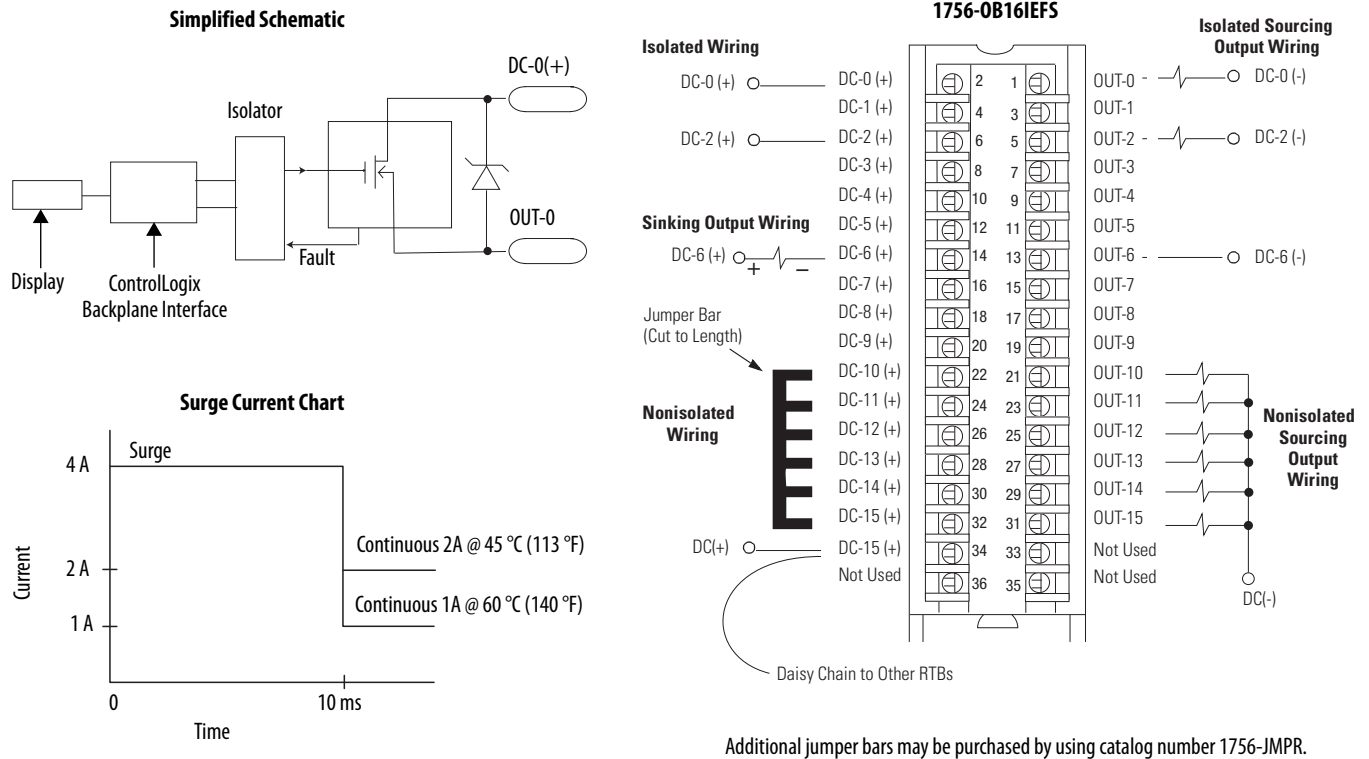 Simplified Schematic
DC-0(+)
Isolator
OUT-0
Fault
Display
ControlLogix
Backplane Interface
Surge Current Chart
Surge
4 A
Continuous 2A @ 45 °C (113 °F)
2 A
Continuous 1A @ 60 °C (140 °F)
1 A
Current
0
10 ms
Time
1756-OB16IEFS
Isolated Wiring
Isolated Sourcing
Output Wiring
DC-0 (+) DC-0 (+) 2 1 OUT-0 DC-0 (-)
DC-1 (+) 4 3 OUT-1
DC-2 (+) DC-2 (+) 6 5 OUT-2 DC-2 (-)
DC-3 (+) 8 7 OUT-3
DC-4 (+) 10 9 OUT-4
Sinking Output Wiring
DC-5 (+) 12 11 OUT-5
DC-6 (+) + – DC-6 (+) 14 13 OUT-6 DC-6 (-)
DC-7 (+) 16 15 OUT-7
Jumper Bar
(Cut to Length)
DC-8 (+) 18 17 OUT-8
DC-9 (+) 20 19 OUT-9
DC-10 (+) 22 21 OUT-10
DC-11 (+) 24 23 OUT-11
Nonisolated
Wiring
DC-12 (+) 26 25 OUT-12
Nonisolated
Sourcing
Output
Wiring
DC-13 (+) 28 27 OUT-13
DC-14 (+) 30 29 OUT-14
DC-15 (+) 32 31 OUT-15
DC(+) DC-15 (+) 34 33 Not Used
Not Used 36 35 Not Used
DC(-)
Daisy Chain to Other RTBs
Additional jumper bars may be purchased by using catalog number 1756-JMPR.